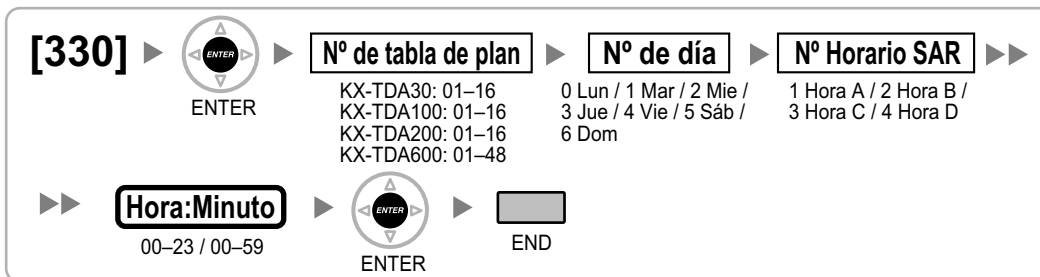 [330]
ENTER
ENTER
Nº de tabla de plan
KX-TDA30: 01–16
KX-TDA100: 01–16
KX-TDA200: 01–16
KX-TDA600: 01–48
Nº de día
0 Lun / 1 Mar / 2 Mie /
3 Jue / 4 Vie / 5 Sáb /
6 Dom
Nº Horario SAR
1 Hora A / 2 Hora B /
3 Hora C / 4 Hora D
Hora:Minuto
00–23 / 00–59
ENTER
ENTER
END